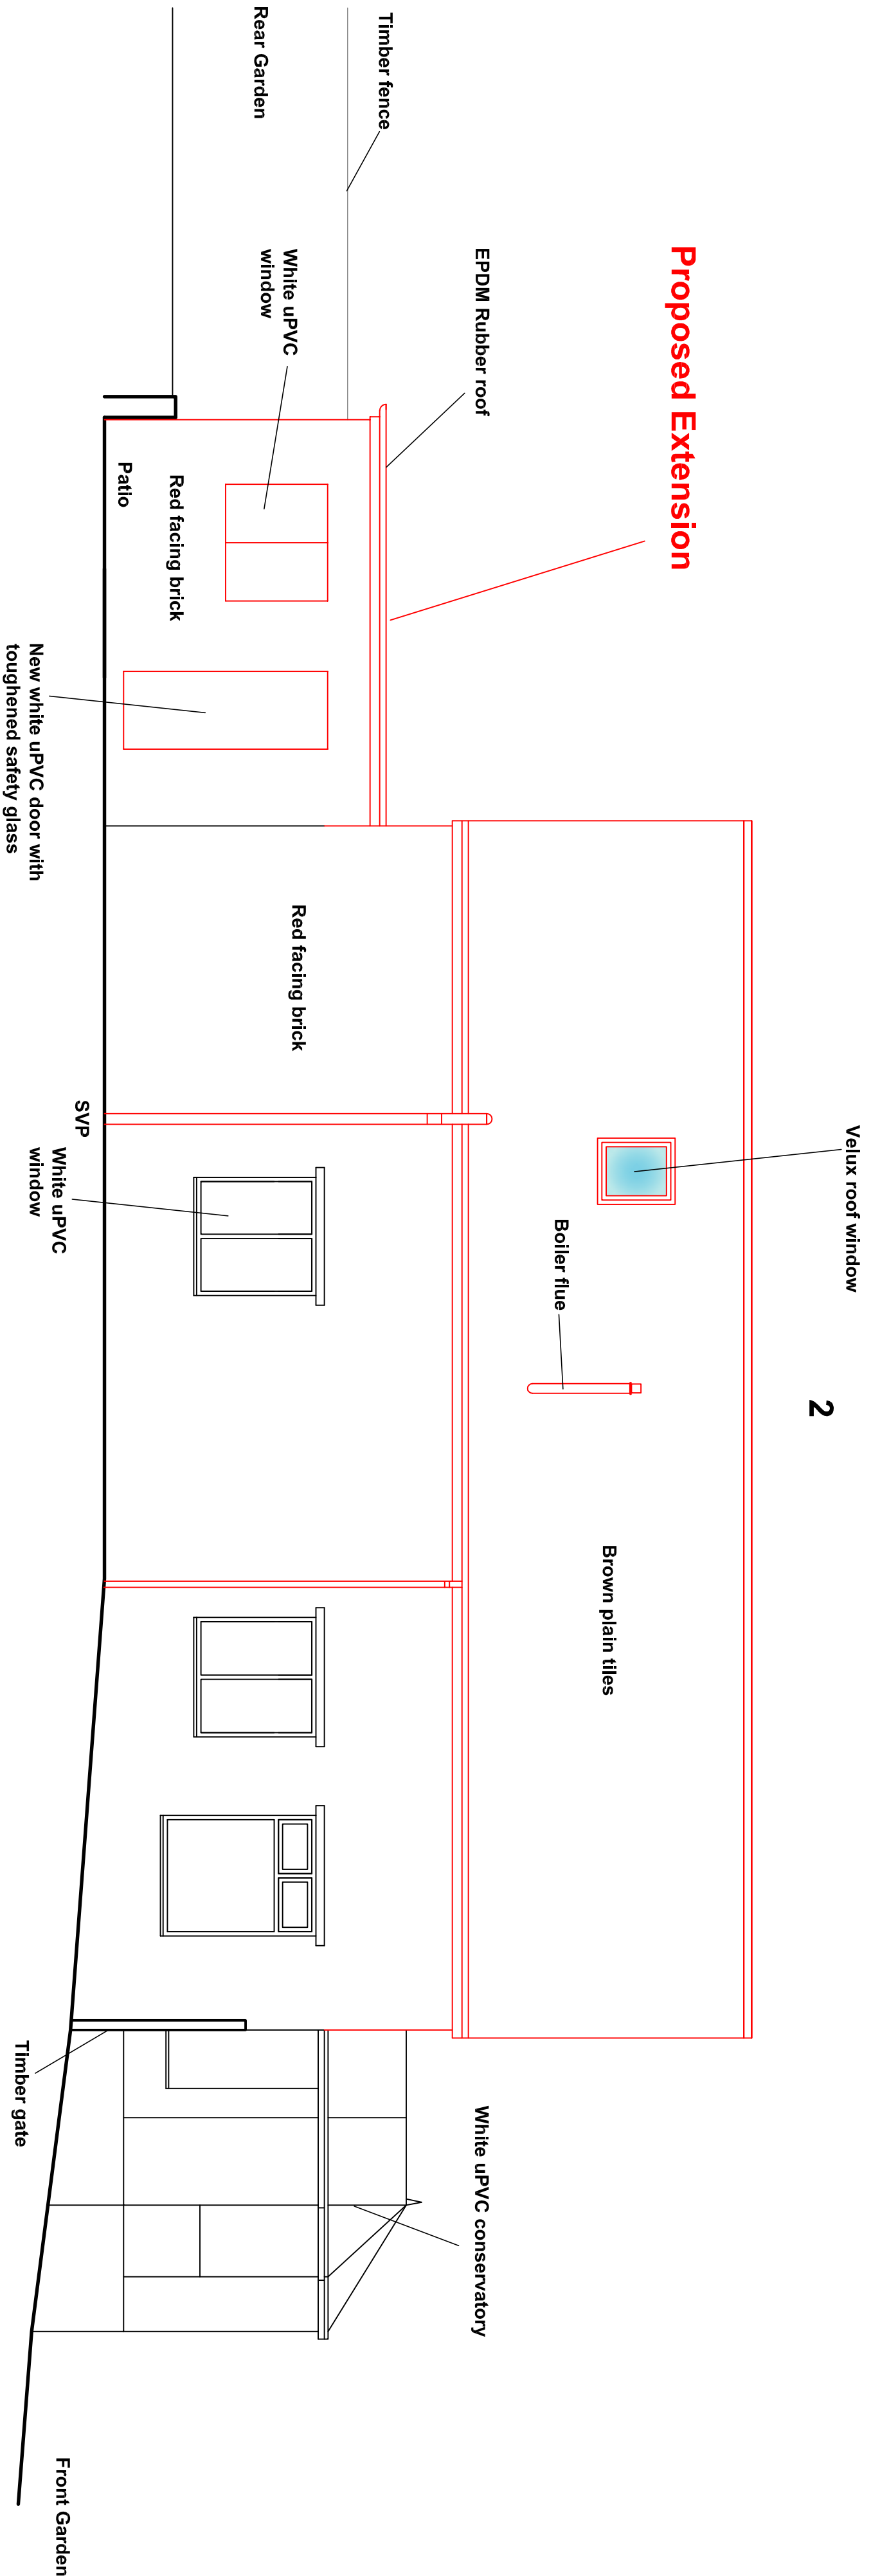 2
Velux roof window
Proposed Extension
Boiler flue
Brown plain tiles
EPDM Rubber roof
White uPVC conservatory
Timber fence
Rear Garden
White uPVC
window
Red facing brick
Red facing brick
Patio
SVP
White uPVC
window
New white uPVC door with
toughened safety glass
Timber gate
Front Garden